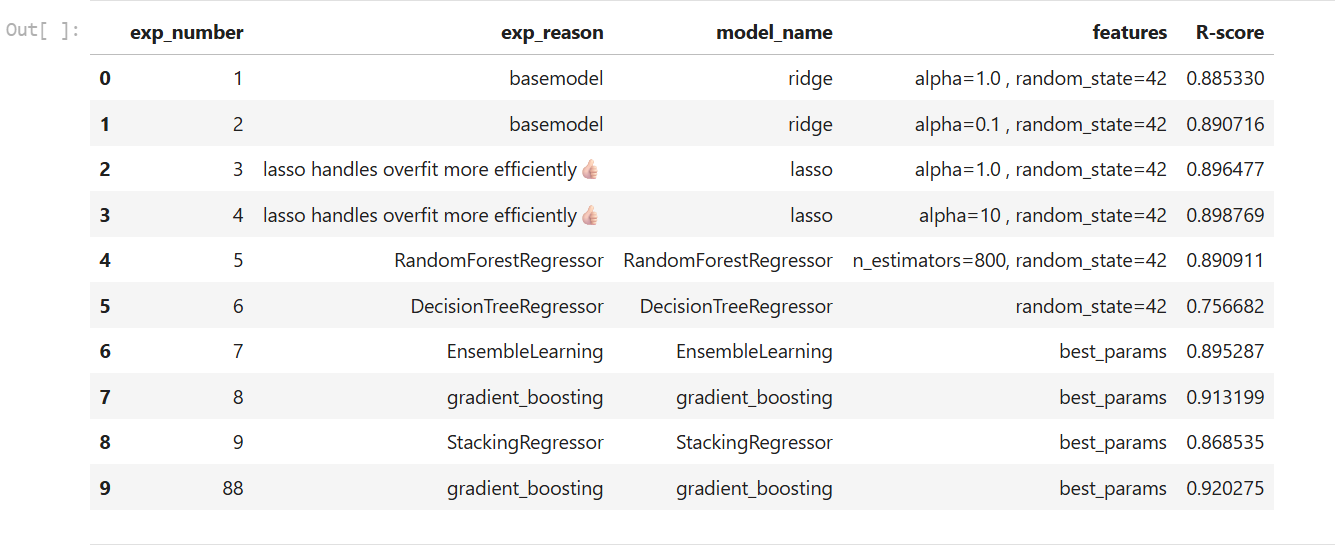 Out[ ]:
exp_number exp_reason model_name features R-score
0 1 basemodel ridge alpha=1.0 , random_state=42 0.885330
1 2 basemodel ridge alpha=0.1 , random_state=42 0.890716
2 3 lasso handles overfit more efficiently👍🏻 lasso alpha=1.0 , random_state=42 0.896477
3 4 lasso handles overfit more efficiently👍🏻 lasso alpha=10 , random_state=42 0.898769
4 5 RandomForestRegressor RandomForestRegressor n_estimators=800, random_state=42 0.890911
5 6 DecisionTreeRegressor DecisionTreeRegressor random_state=42 0.756682
6 7 EnsembleLearning EnsembleLearning best_params 0.895287
7 8 gradient_boosting gradient_boosting best_params 0.913199
8 9 StackingRegressor StackingRegressor best_params 0.868535
9 88 gradient_boosting gradient_boosting best_params 0.920275